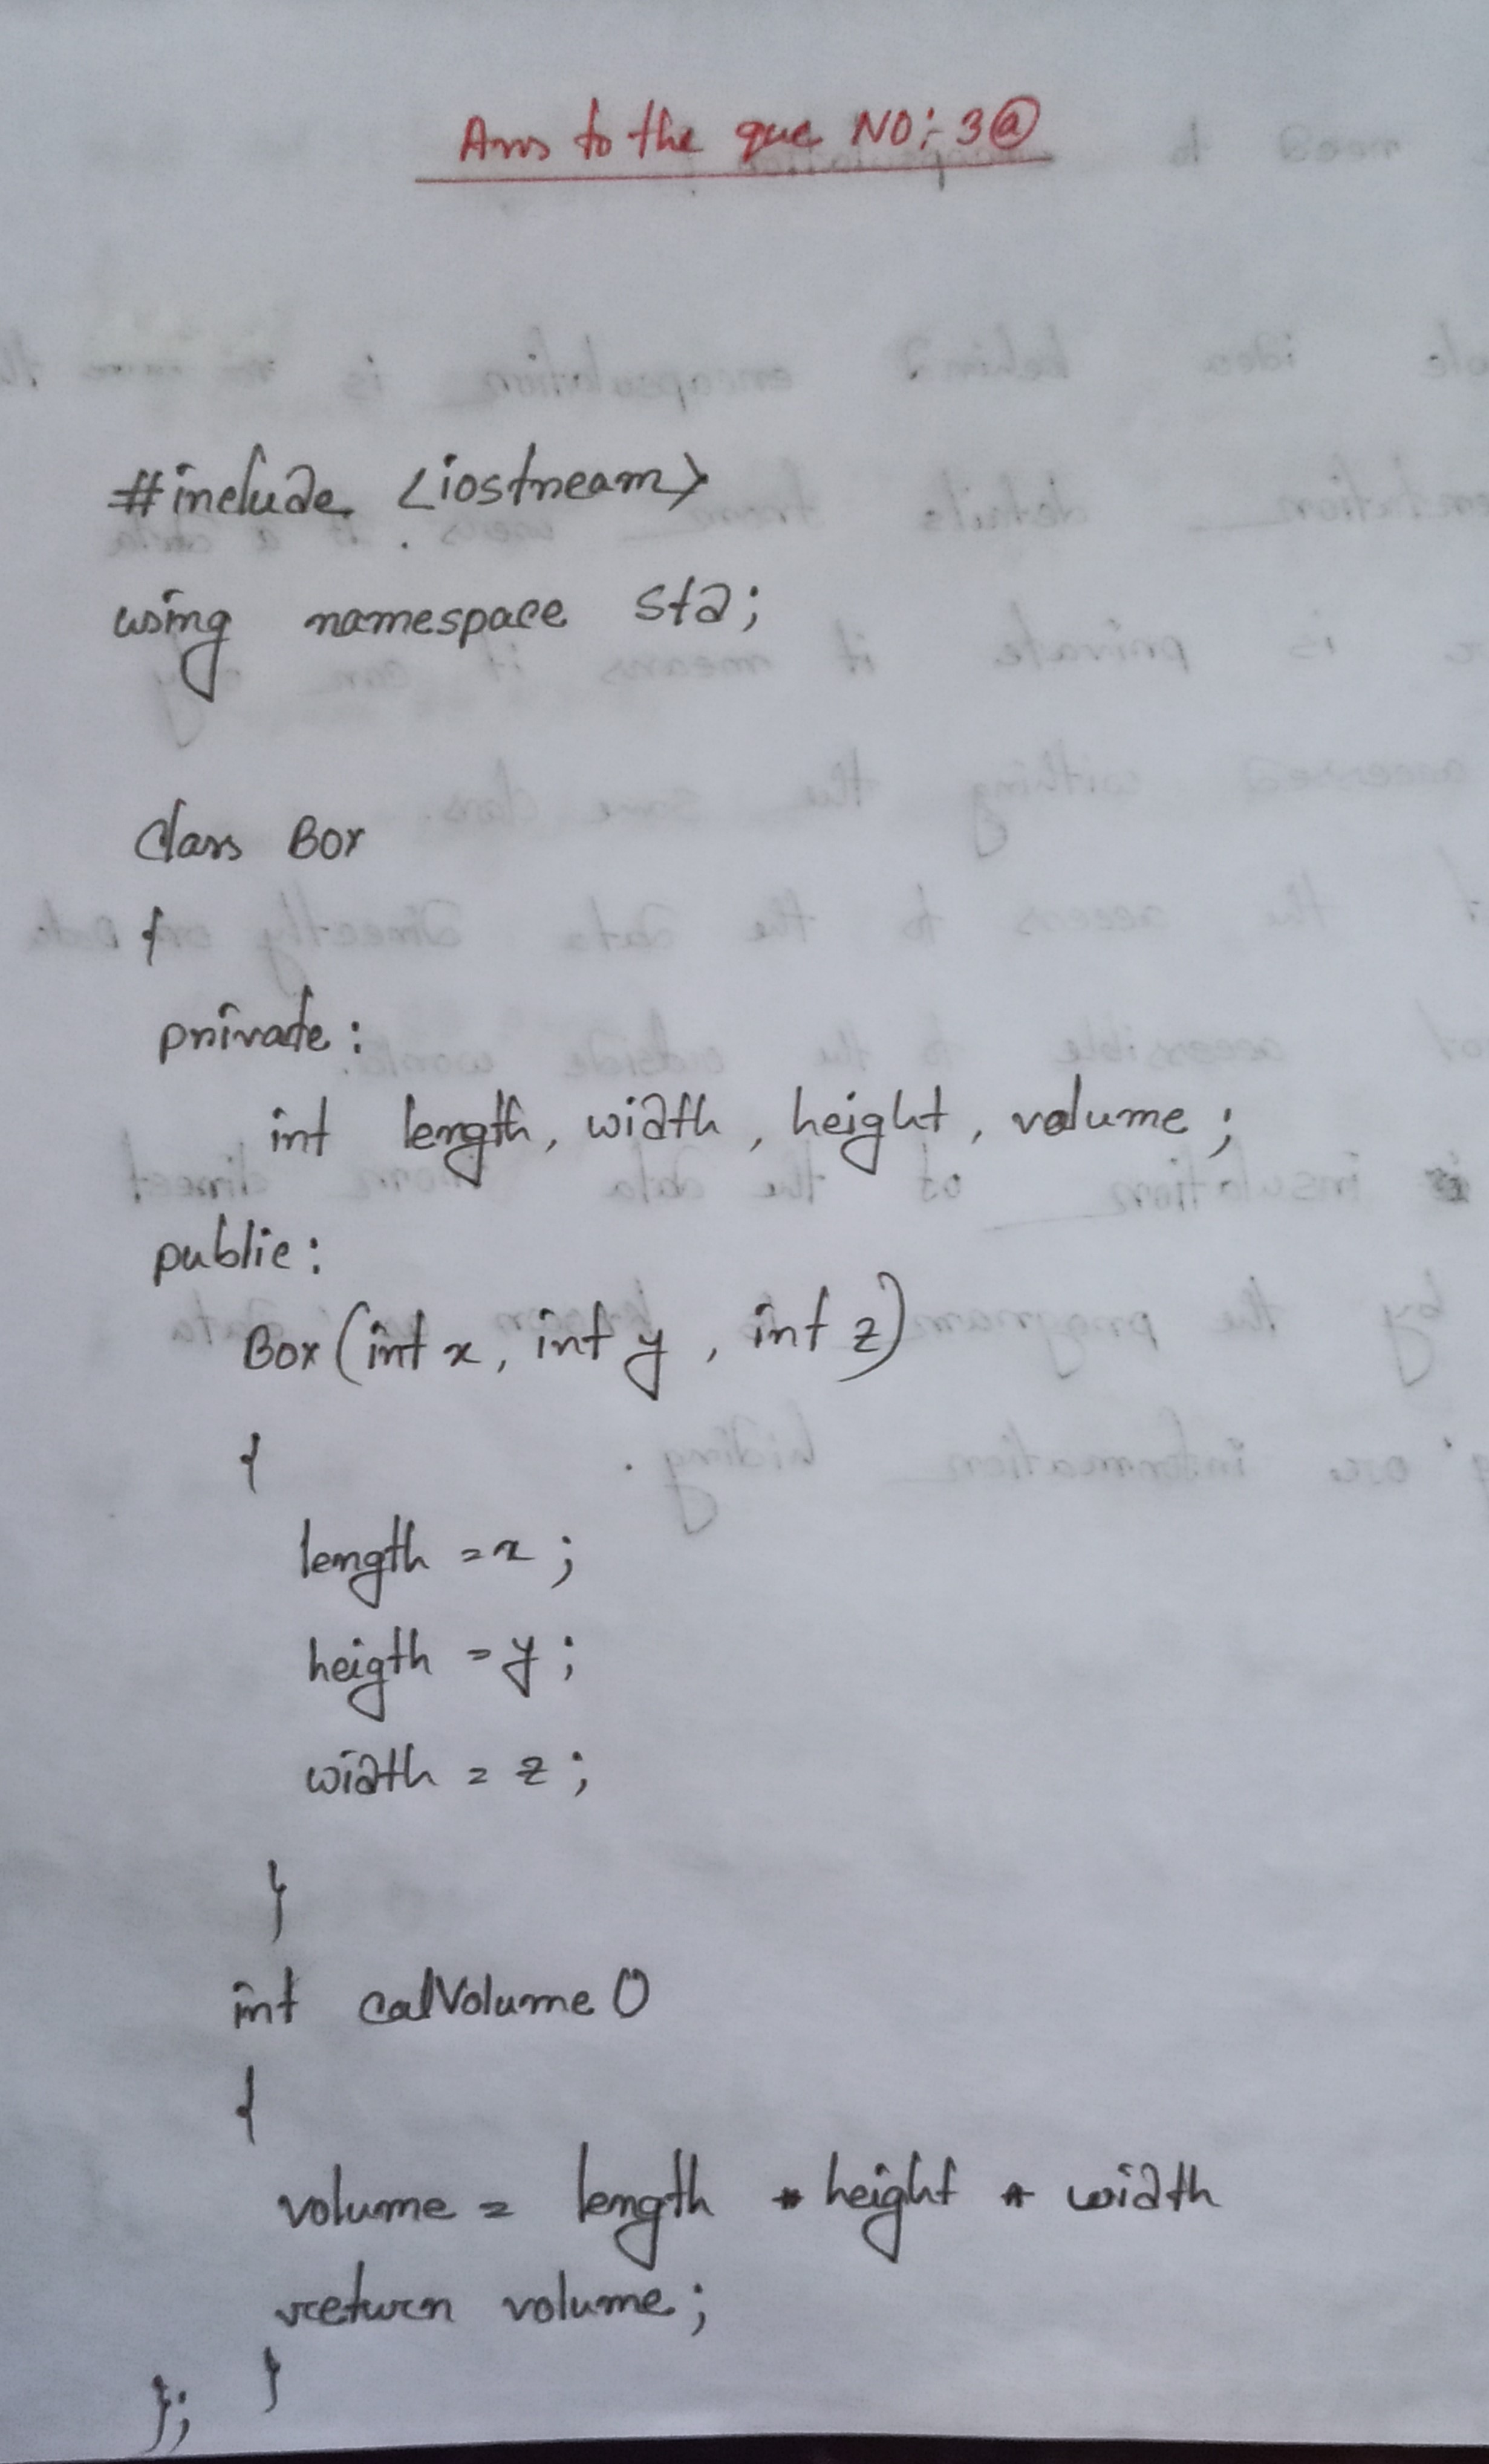 Ans to the que NO:- 3@
#include <iostream>
using namespace std;
class Box
{
private:
int length, width, height, volume;
public:
Box (int x, int y, int z)
{
length = x;
heigth = y;
width = z;
}
int calVolume ()
{
volume = length * height * width
return volume;
}
};